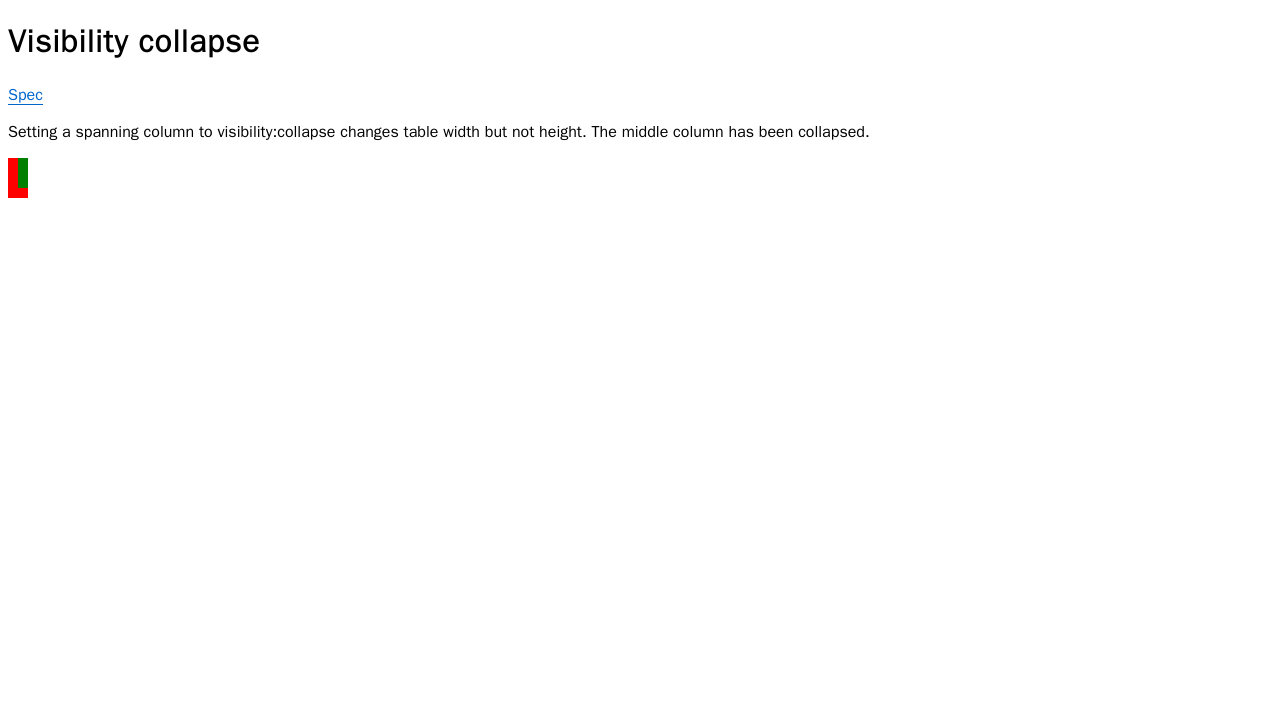 Visibility collapse
Spec
Setting a spanning column to visibility:collapse changes table width but not height. The middle column has been collapsed.